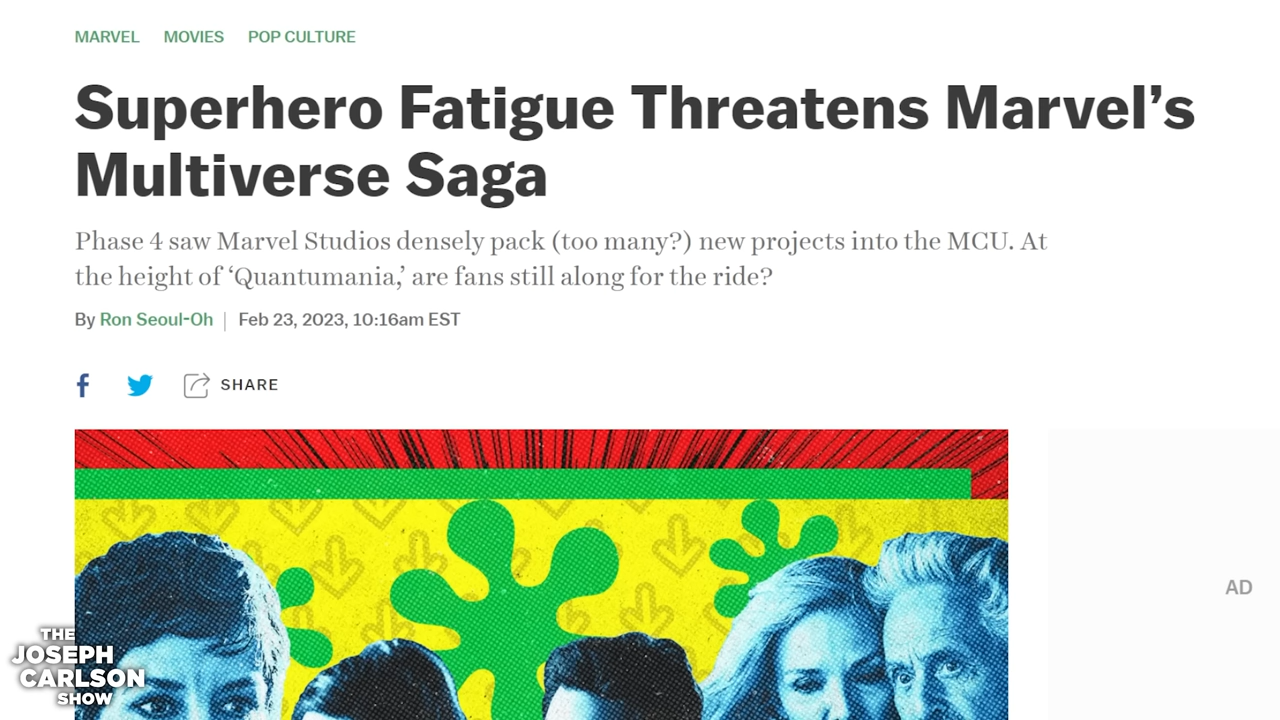 MARVEL MOVIES POP CULTURE
Superhero Fatigue Threatens Marvel’s
Multiverse Saga
Phase 4 saw Marvel Studios densely pack (too many?) new projects into the MCU. At
the height of ‘Quantumania,’ are fans still along for the ride?
By Ron Seoul-Oh | Feb 23, 2023, 10:16am EST
SHARE
AD
THE
JOSEPH
CARLSON
SHOW